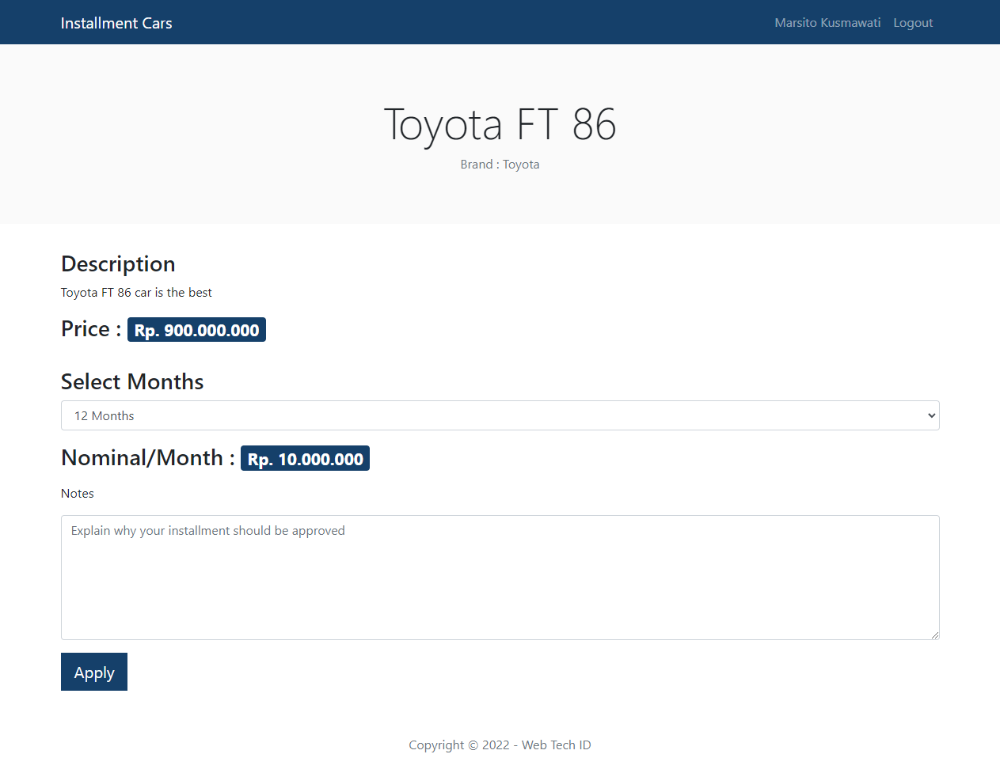 Installment Cars Marsito Kusmawati Logout
Toyota FT 86
Brand : Toyota
Description
Toyota FT 86 car is the best
Price : Rp. 900.000.000
Select Months
12 Months
Nominal/Month : Rp. 10.000.000
Notes
Explain why your installment should be approved
Apply
Copyright © 2022 - Web Tech ID